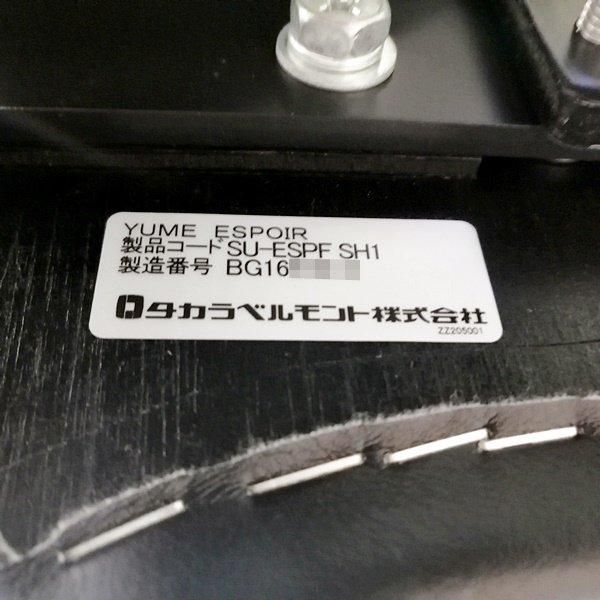 YUME ESPOIR
製品コード SU-ESPF SH1
製造番号 BG16
タカラベルモント株式会社
ZZ205001